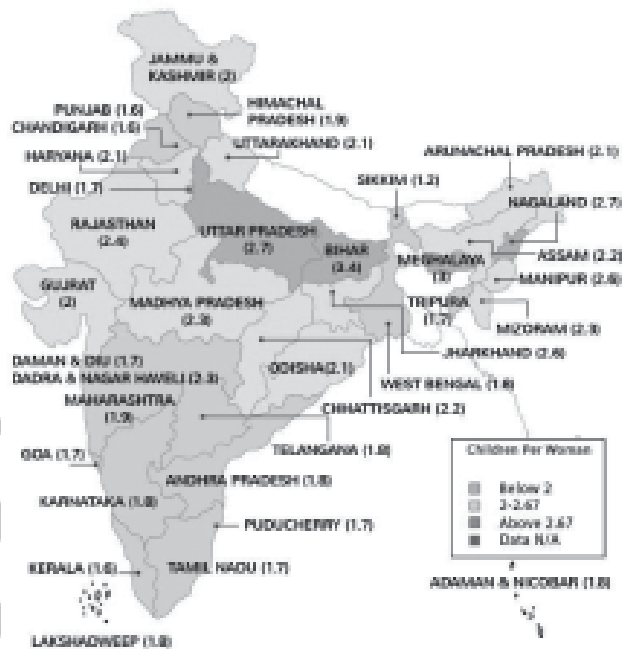 JAMMU &
KASHMIR (2)
PUNJAB (1.6)
HIMACHAL
PRADESH (1.9)
CHANDIGARH (1.6)
UTTARAKHAND (2.1)
HARYANA (2.1)
ARUNACHAL PRADESH (2.1)
SIKKIM (1.2)
DELHI (1.7)
NAGALAND (2.7)
RAJASTHAN
(2.4)
UTTAR PRADESH
(2.7)
BIHAR
(3.4)
MEGHALAYA
(3)
ASSAM (2.2)
GUJRAT
(2)
MANIPUR (2.6)
MADHYA PRADESH
(2.3)
TRIPURA
(1.7)
MIZORAM (2.3)
JHARKHAND (2.6)
DAMAN & DIU (1.7)
DADRA & NAGAR HAVELI (2.3)
ODISHA(2.1)
WEST BENGAL (1.8)
MAHARASHTRA
(1.9)
CHHATTISGARH (2.2)
GOA (1.7)
TELANGANA (1.8)
Children Per Woman
ANDHRA PRADESH (1.8)
Below 2
2-2.67
Above 2.67
Data N/A
KARNATAKA (1.8)
PUDUCHERRY (1.7)
KERALA (1.6)
TAMIL NADU (1.7)
ADAMAN & NICOBAR
LAKSHADWEEP (1.8)